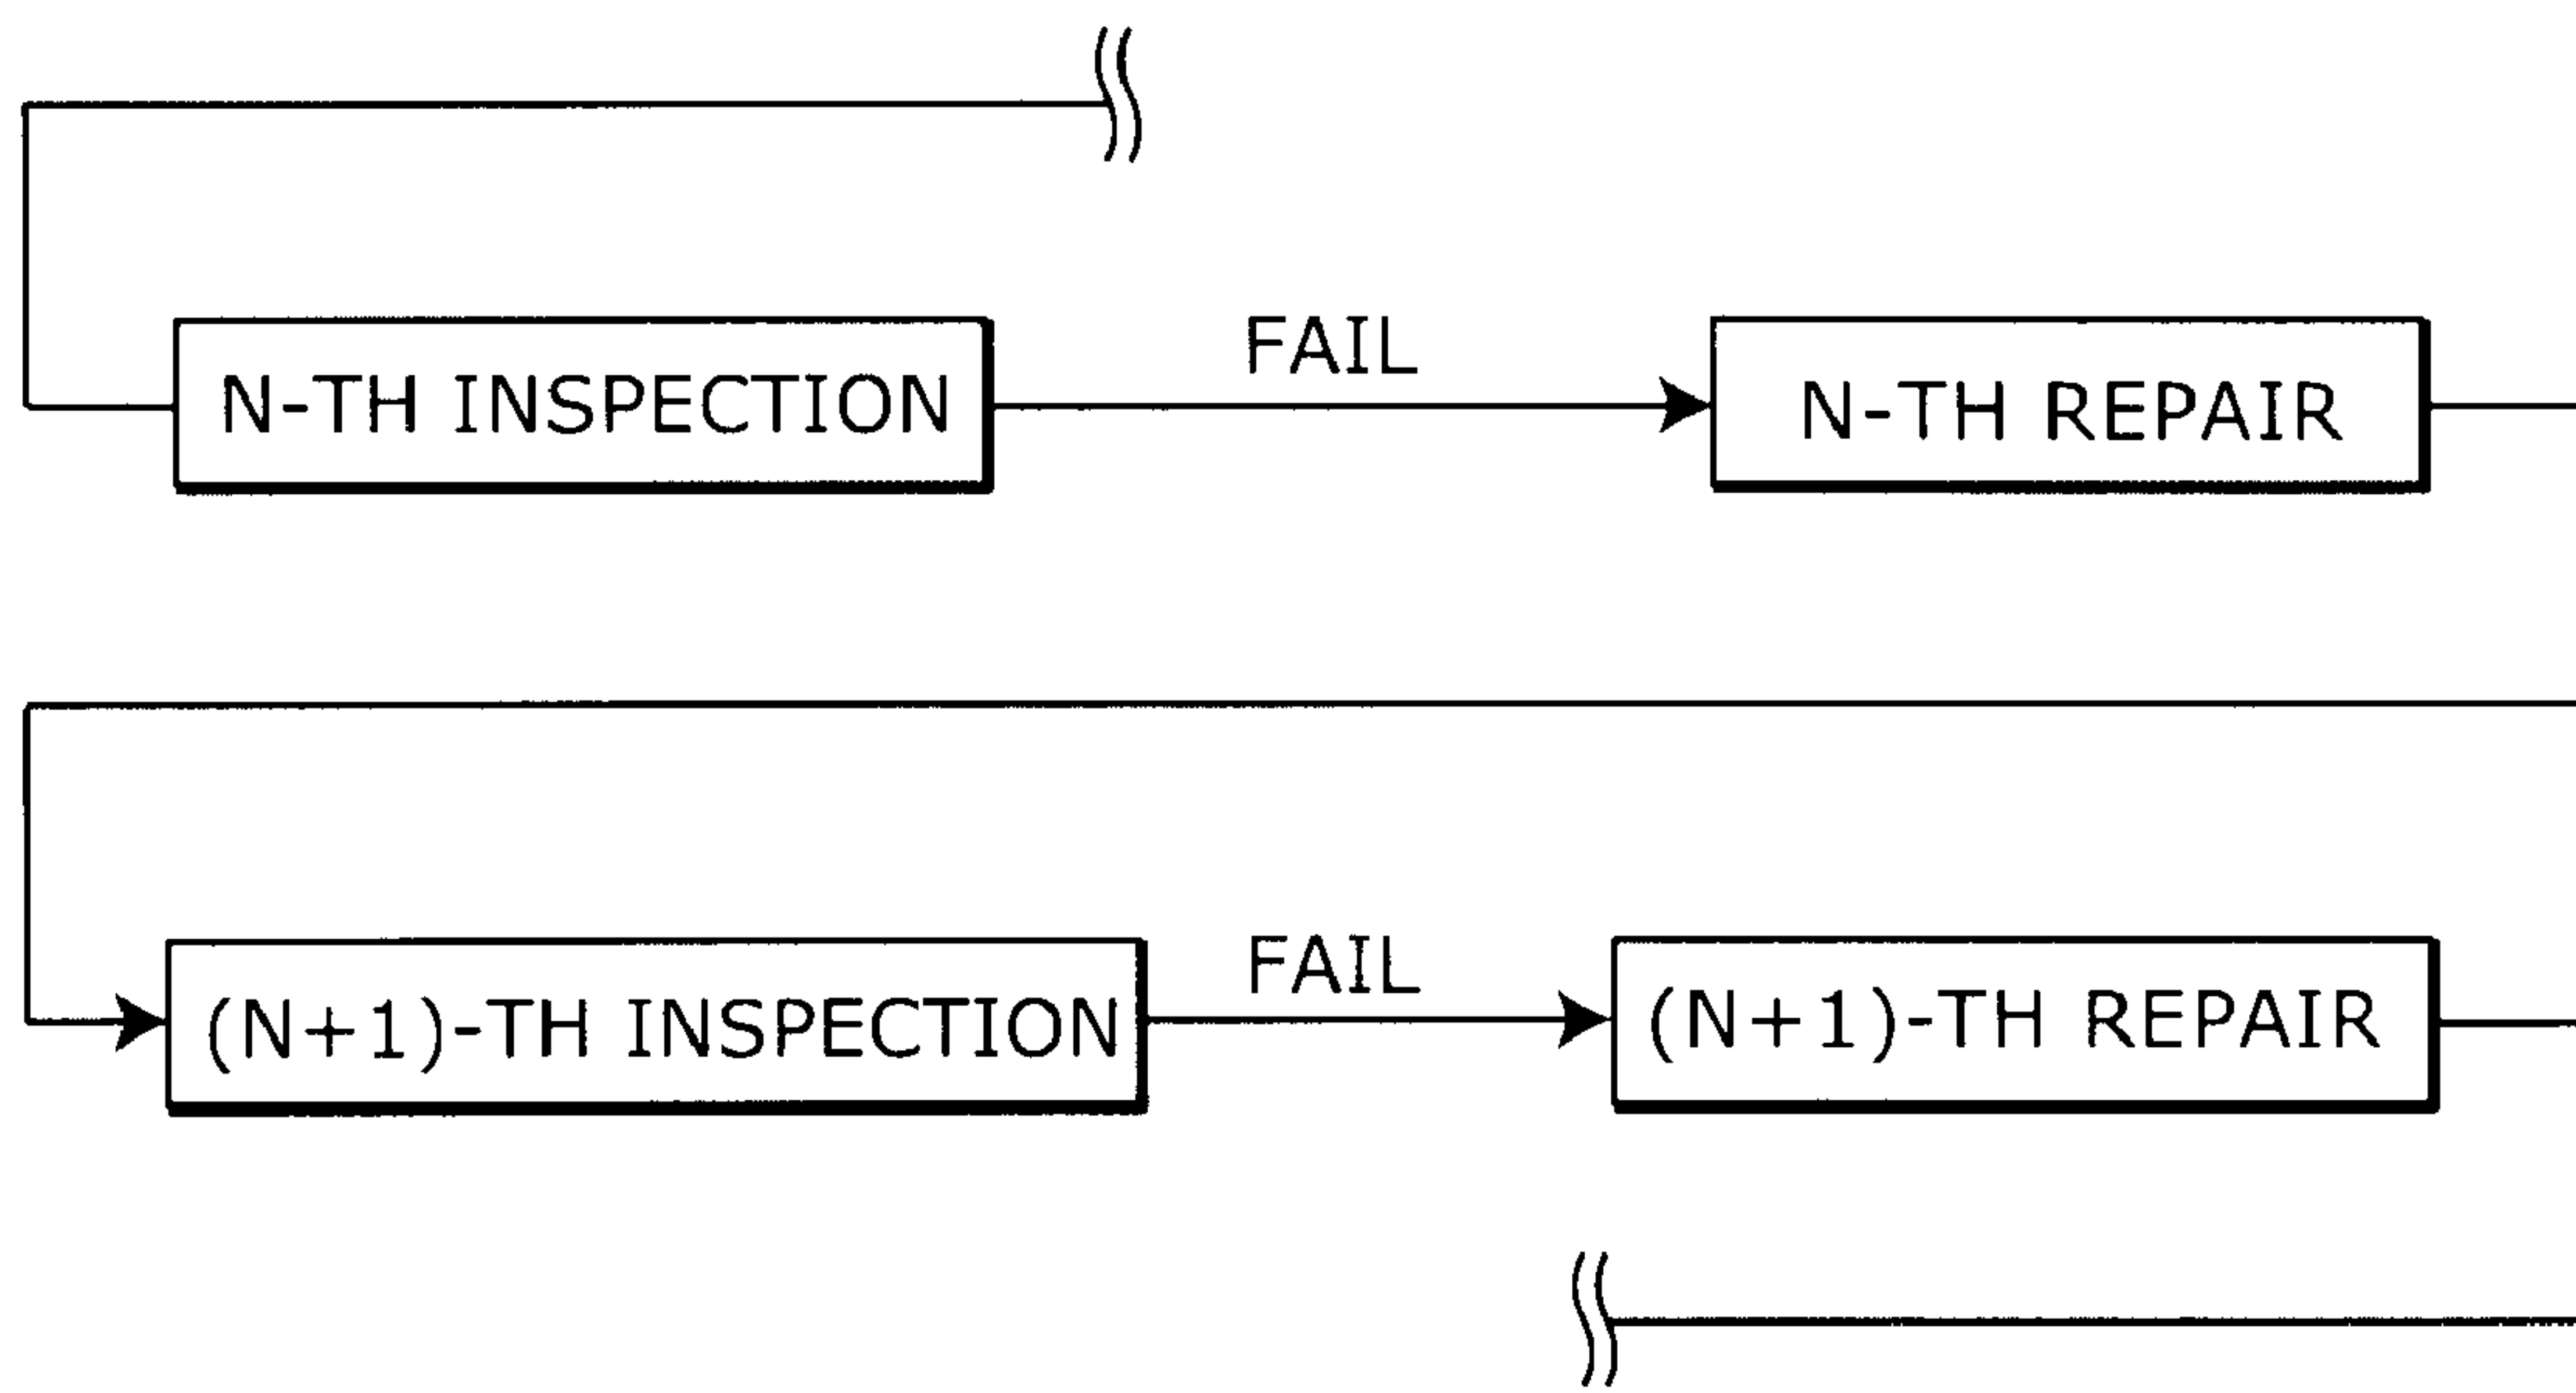 FAIL
N-TH INSPECTION
N-TH REPAIR
FAIL
(N+1)-TH INSPECTION
(N+1)-TH REPAIR